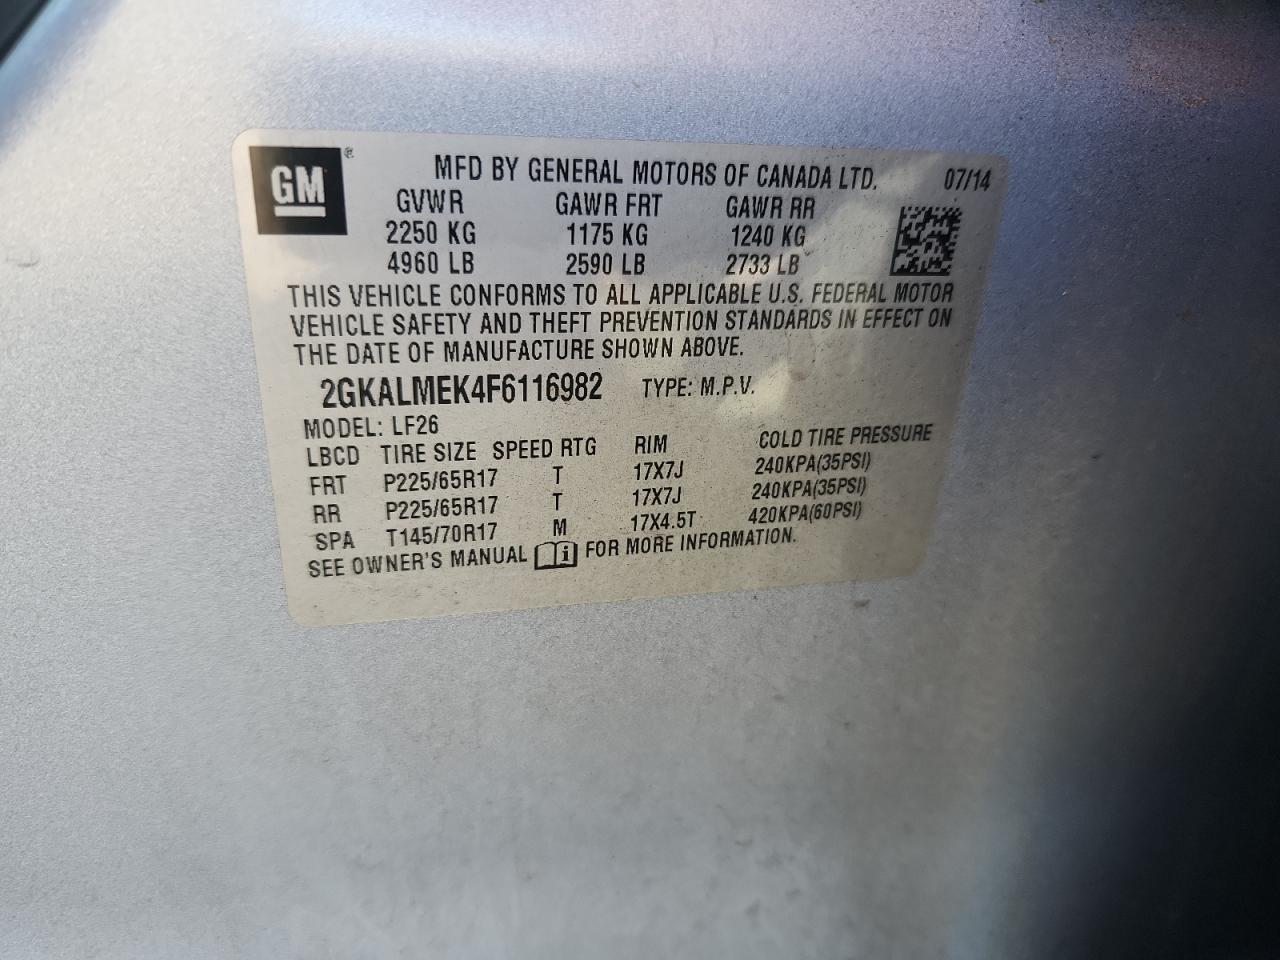 GM®
MFD BY GENERAL MOTORS OF CANADA LTD. 07/14
GVWR GAWR FRT GAWR RR
2250 KG 1175 KG 1240 KG
4960 LB 2590 LB 2733 LB
THIS VEHICLE CONFORMS TO ALL APPLICABLE U.S. FEDERAL MOTOR
VEHICLE SAFETY AND THEFT PREVENTION STANDARDS IN EFFECT ON
THE DATE OF MANUFACTURE SHOWN ABOVE.
2GKALMEK4F6116982 TYPE: M.P.V.
MODEL: LF26
LBCD TIRE SIZE SPEED RTG RIM COLD TIRE PRESSURE
FRT P225/65R17 T 17X7J 240KPA(35PSI)
RR P225/65R17 T 17X7J 240KPA(35PSI)
SPA T145/70R17 M 17X4.5T 420KPA(60PSI)
SEE OWNER'S MANUAL i FOR MORE INFORMATION.